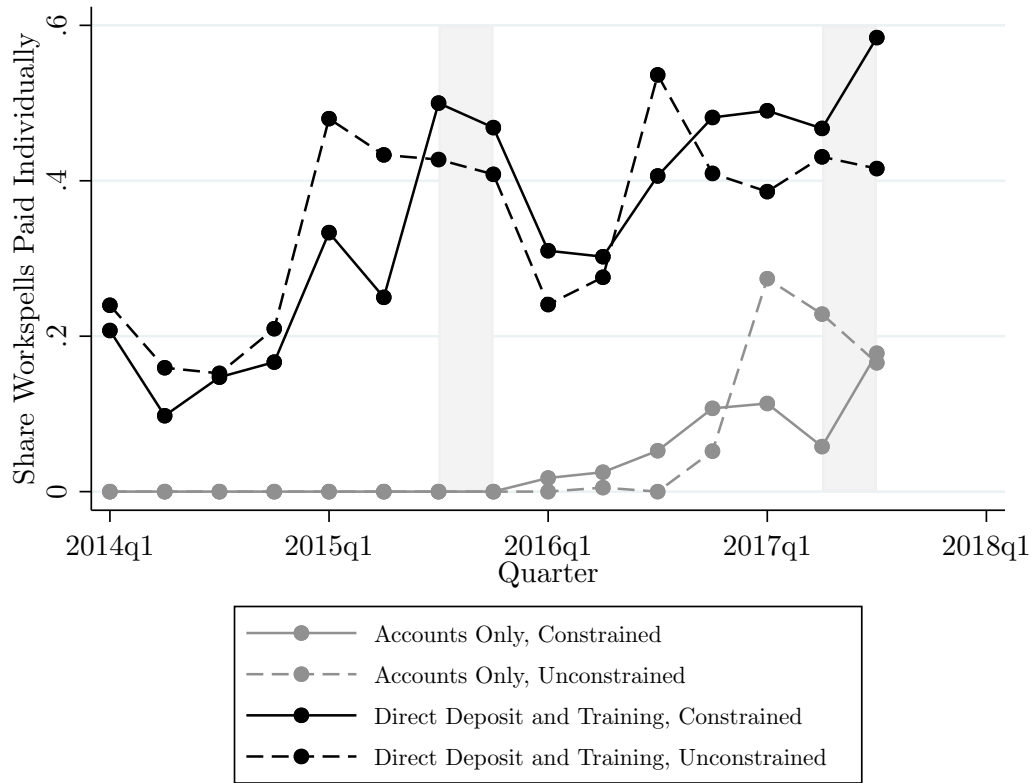 Share Workspells Paid Individually
.6
.4
.2
0
2014q1 2015q1 2016q1 2017q1 2018q1
Quarter
Accounts Only, Constrained
Accounts Only, Unconstrained
Direct Deposit and Training, Constrained
Direct Deposit and Training, Unconstrained